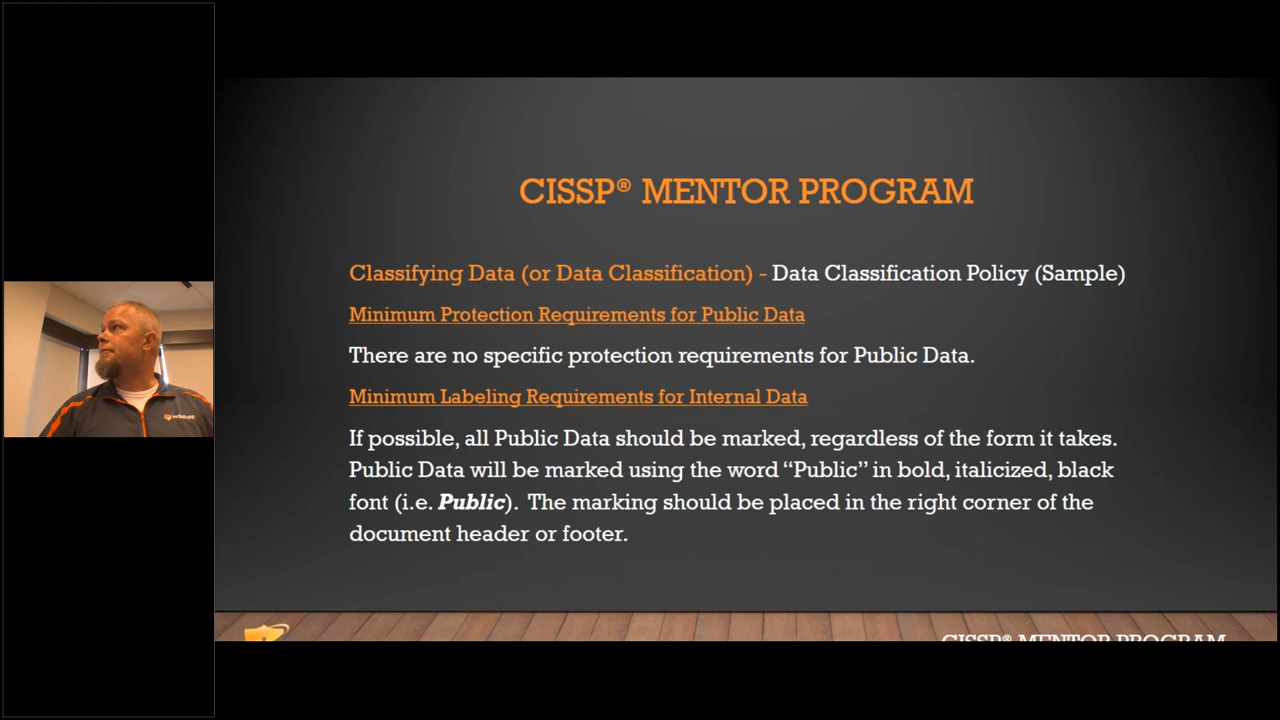 CISSP® MENTOR PROGRAM
Classifying Data (or Data Classification) - Data Classification Policy (Sample)
Minimum Protection Requirements for Public Data
There are no specific protection requirements for Public Data.
Minimum Labeling Requirements for Internal Data
If possible, all Public Data should be marked, regardless of the form it takes.
Public Data will be marked using the word “Public” in bold, italicized, black
font (i.e. Public).  The marking should be placed in the right corner of the
document header or footer.
CISSP® MENTOR PROGRAM